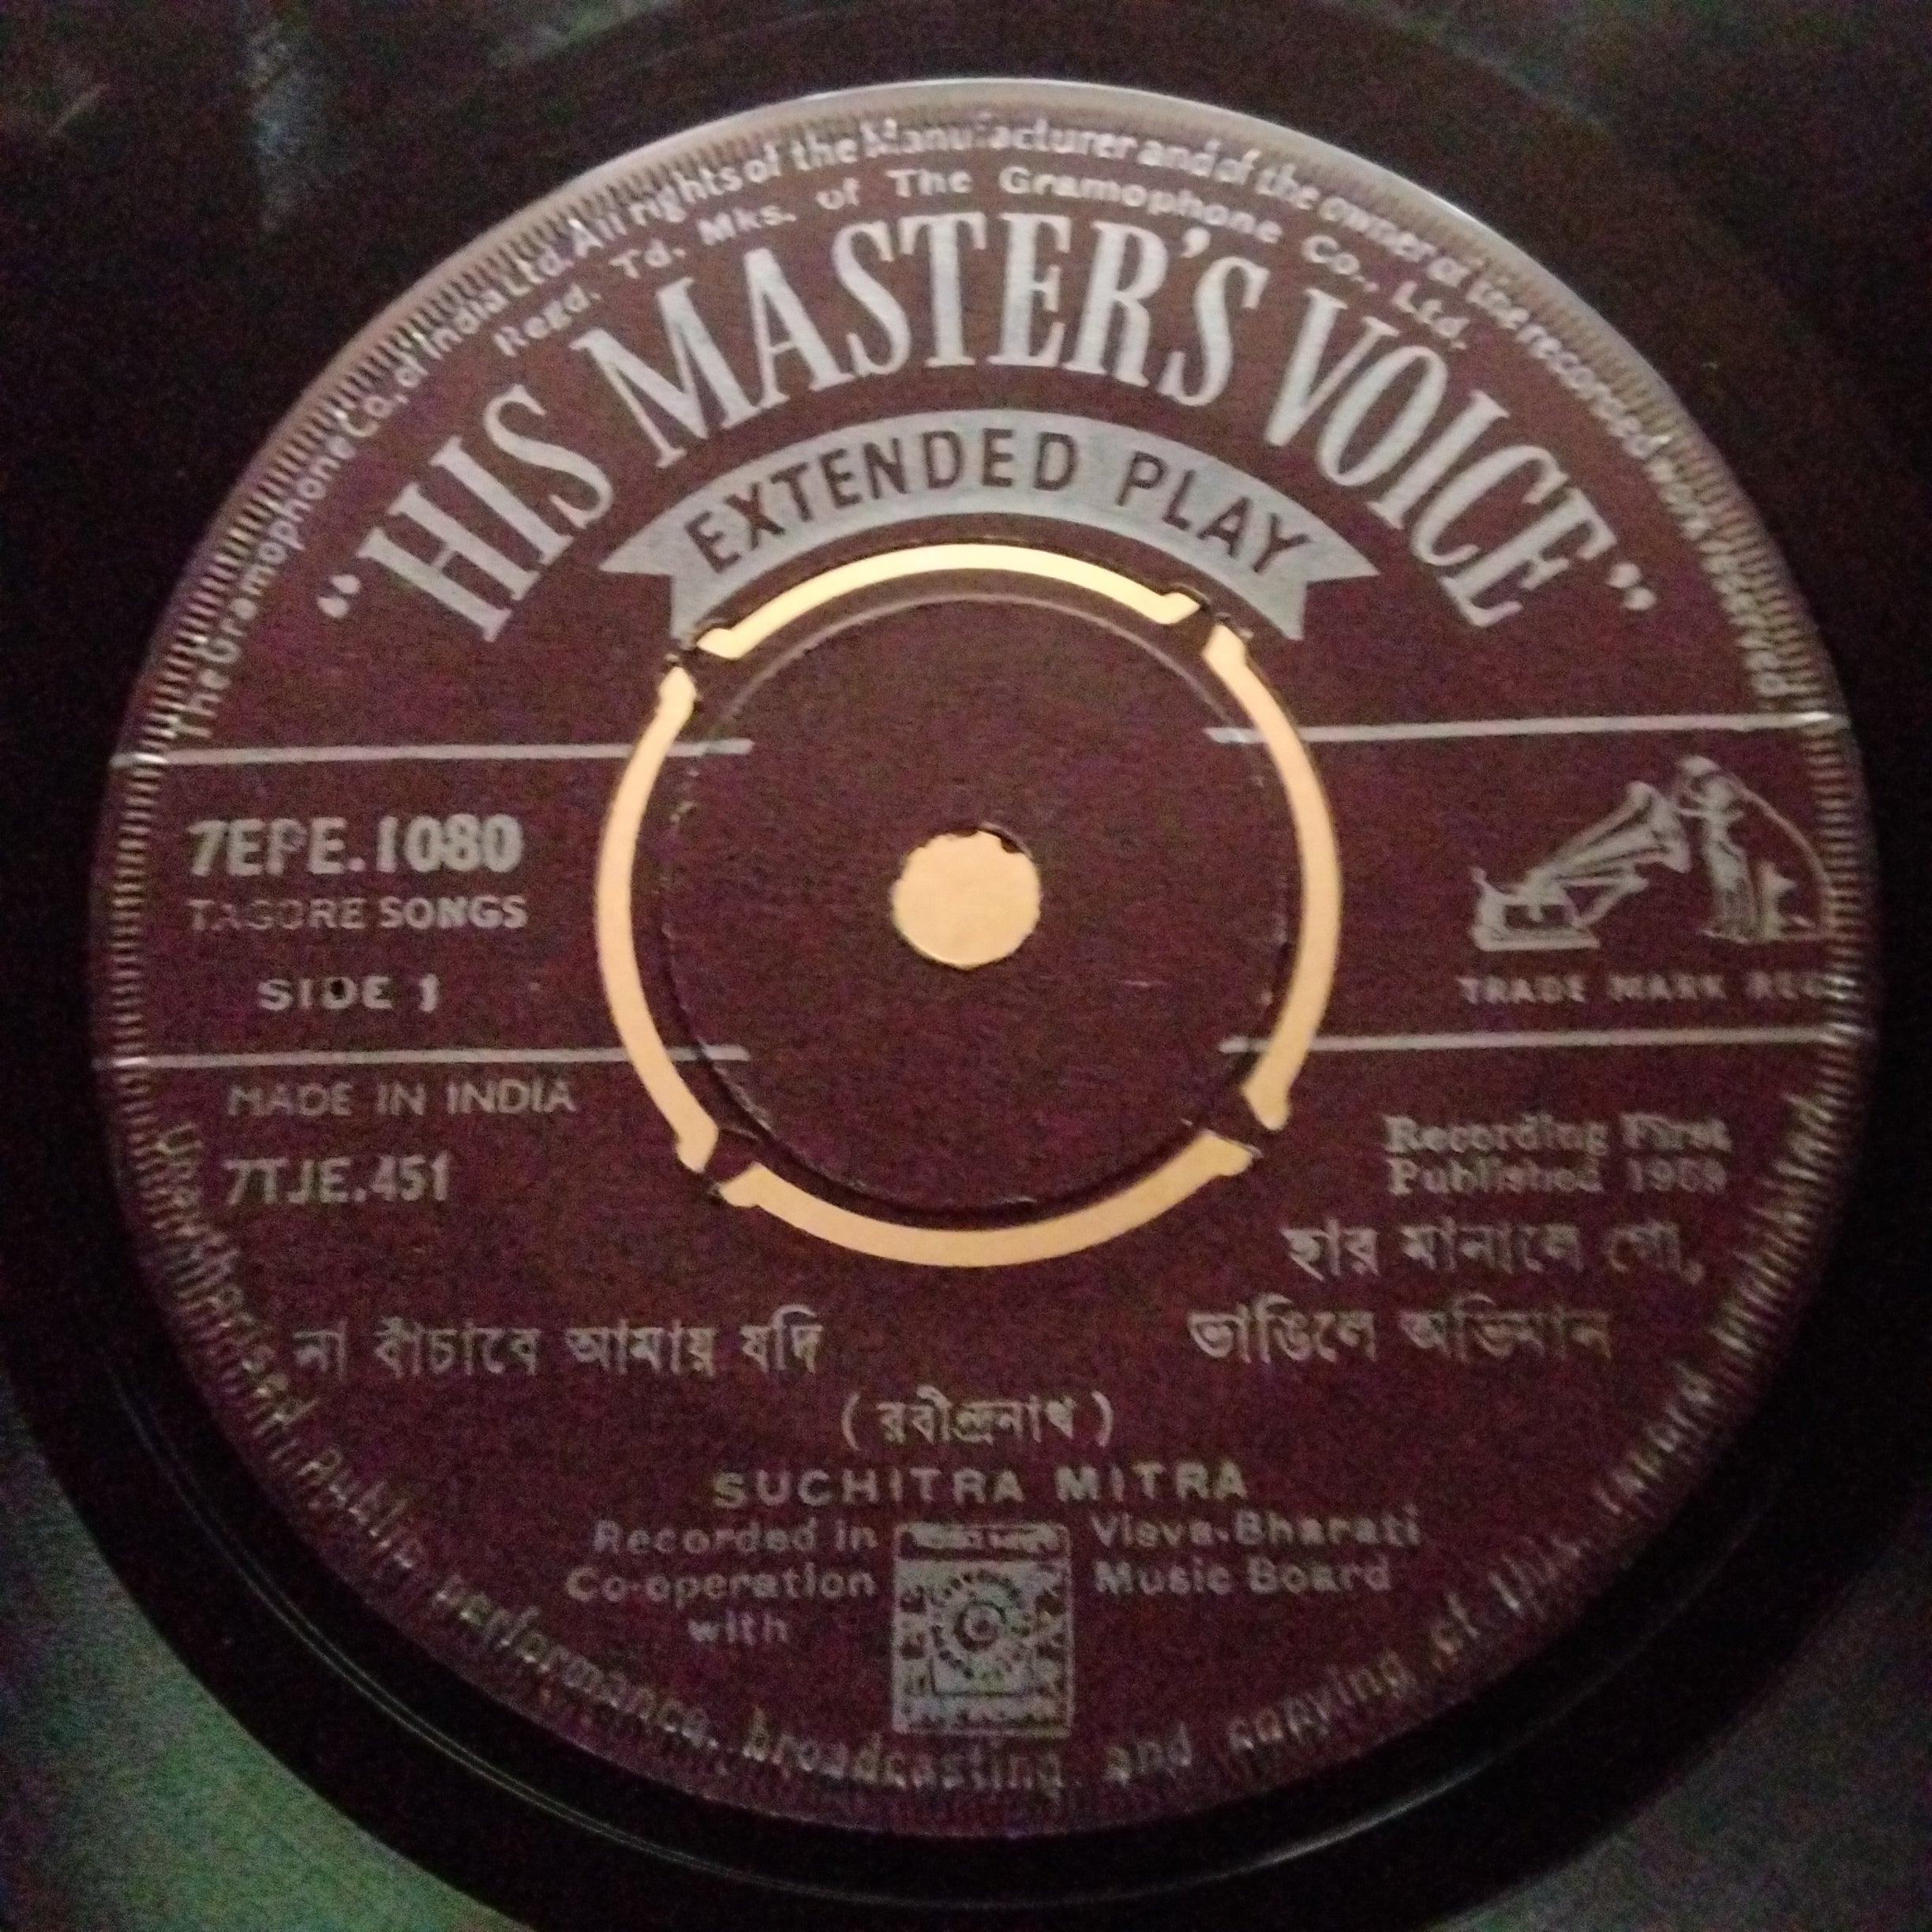 The Gramophone Co., of India Ltd. All rights of the Manufacturer and of the owner of the recorded work reserved
Regd. Td. Mks. of The Gramophone Co., Ltd.
"HIS MASTER'S VOICE"
EXTENDED PLAY
7EPE.1080
TAGORE SONGS
SIDE 1
TRADE MARK REGD
MADE IN INDIA
7TJE.451
Recording First
Published 1968
না বাঁচাবে আমায় যদি
হার মানালে গো,
ভাঙিলে অভিমান
(রবীন্দ্রনাথ)
SUCHITRA MITRA
Recorded in
Co-operation
with
Visva-Bharati
Music Board
Unauthorised public performance, broadcasting and copying of this record prohibited